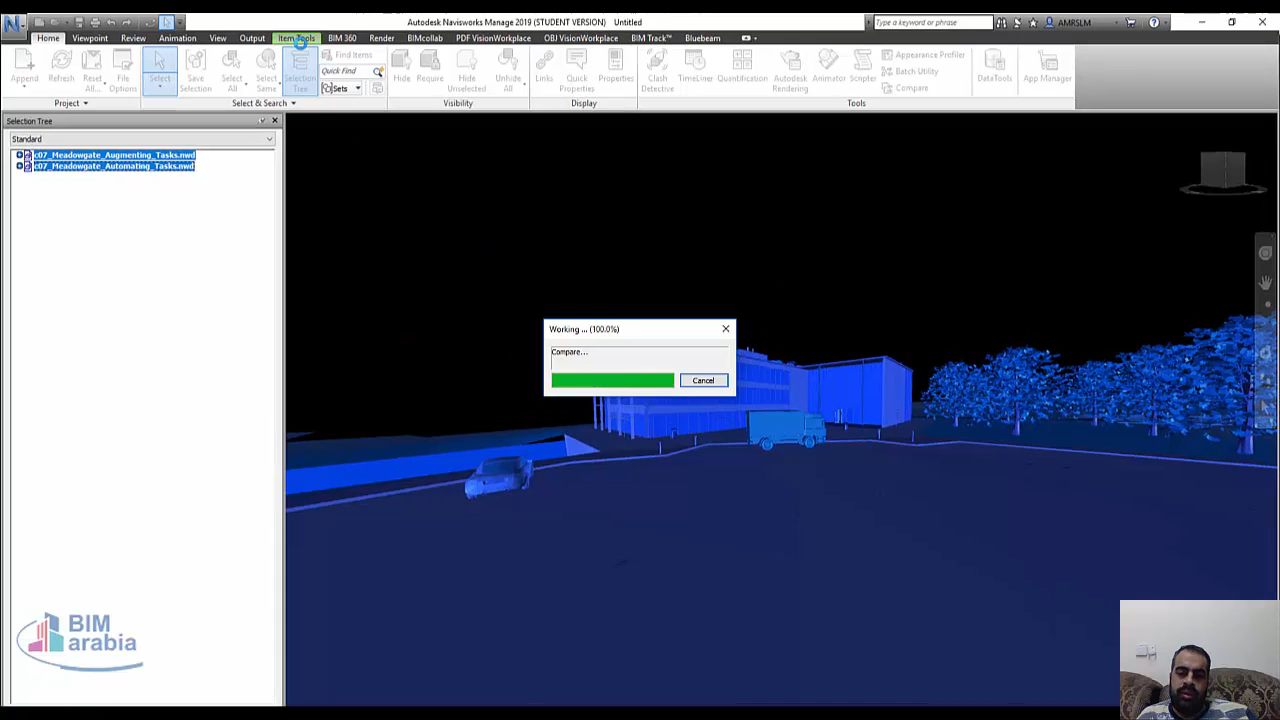 Autodesk Navisworks Manage 2019 (STUDENT VERSION) Untitled
Type a keyword or phrase
AMRSLM
Home Viewpoint Review Animation View Output Item Tools BIM 360 Render BIMcollab PDF VisionWorkplace OBJ VisionWorkplace BIM Track™ Bluebeam
Append
Refresh
Reset All...
File Options
Select
Save Selection
Select All
Select Same
Selection Tree
Find Items
Quick Find
Sets
Hide
Require
Hide Unselected
Unhide All
Links
Quick Properties
Properties
Clash Detective
TimeLiner
Quantification
Autodesk Rendering
Animator
Scripter
Appearance Profiler
Batch Utility
Compare
DataTools
App Manager
Project
Select & Search
Visibility
Display
Tools
Selection Tree
Standard
c07_Meadowgate_Augmenting_Tasks.nwd
c07_Meadowgate_Automating_Tasks.nwd
Working ... (100.0%)
Compare...
Cancel
BIM
arabia